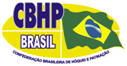 CBHP
BRASIL
CONFEDERAÇÃO BRASILEIRA DE HÓQUEI E PATINAÇÃO